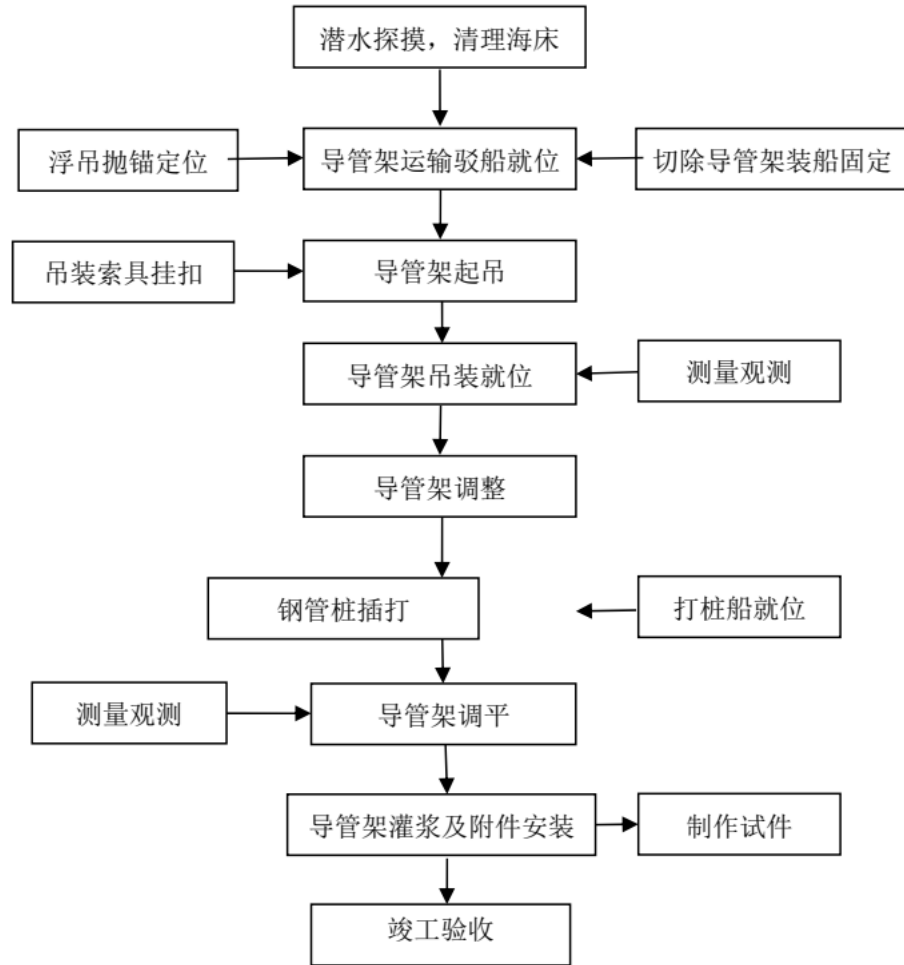 潜水探摸，清理海床
浮吊抛锚定位
导管架运输驳船就位
切除导管架装船固定
吊装索具挂扣
导管架起吊
导管架吊装就位
测量观测
导管架调整
钢管桩插打
打桩船就位
测量观测
导管架调平
导管架灌浆及附件安装
制作试件
竣工验收